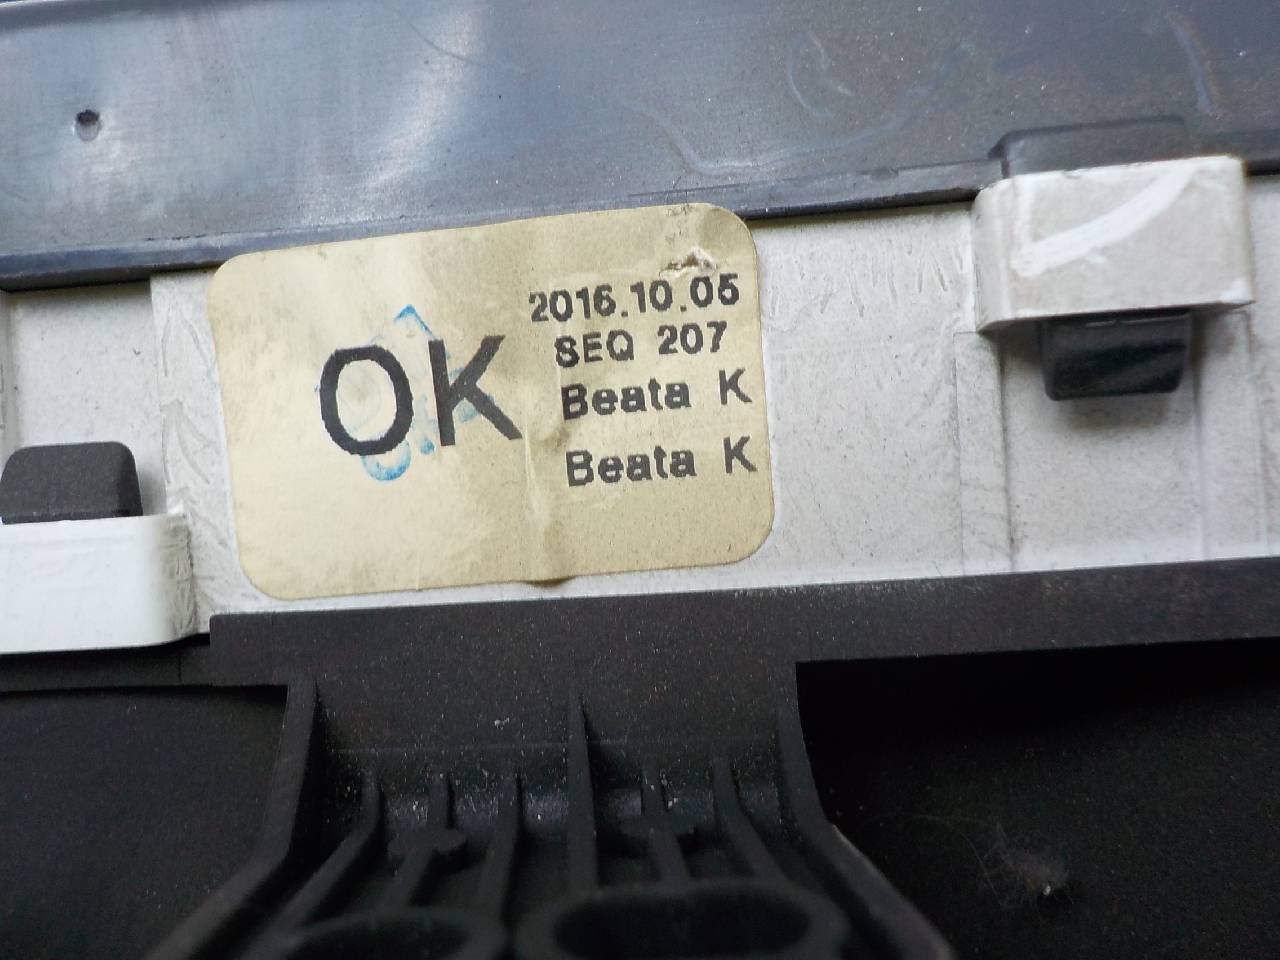 OK
2016.10.05
SEQ 207
Beata K
Beata K